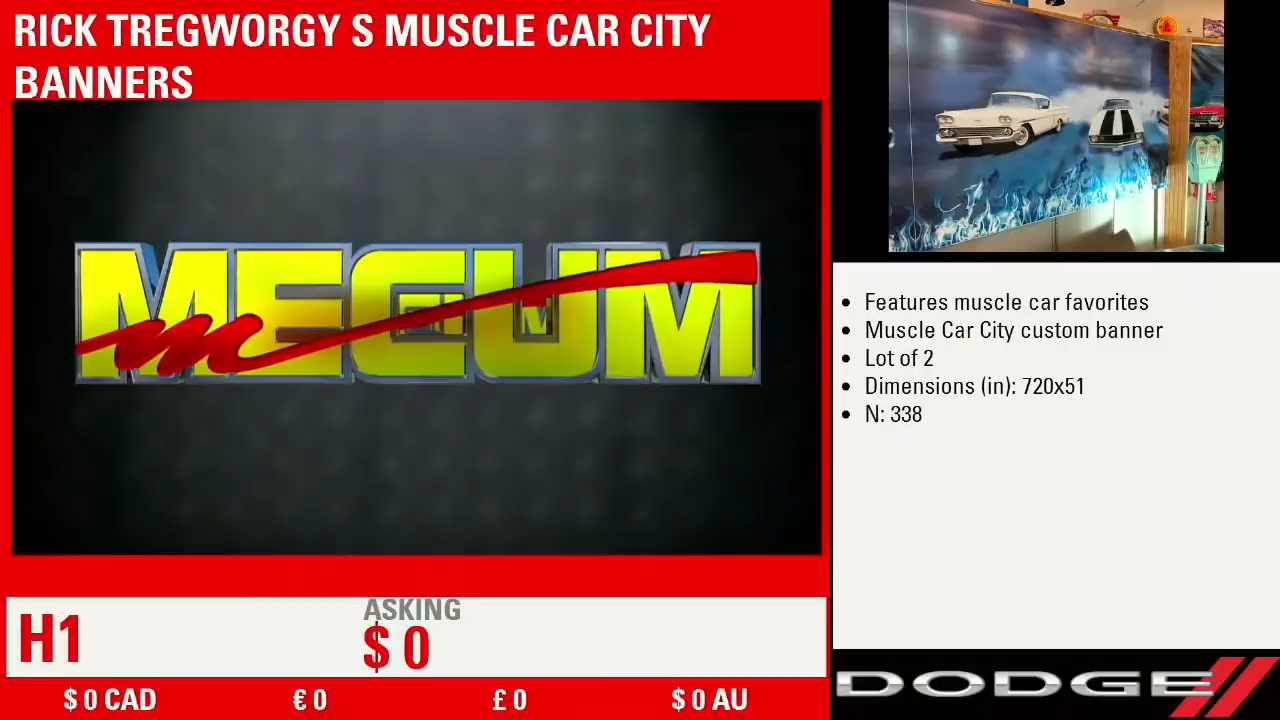 RICK TREGWORGY S MUSCLE CAR CITY
BANNERS
MECUM
H1
ASKING
$ 0
$ 0 CAD
€ 0
£ 0
$ 0 AU
• Features muscle car favorites
• Muscle Car City custom banner
• Lot of 2
• Dimensions (in): 720x51
• N: 338
DODGE